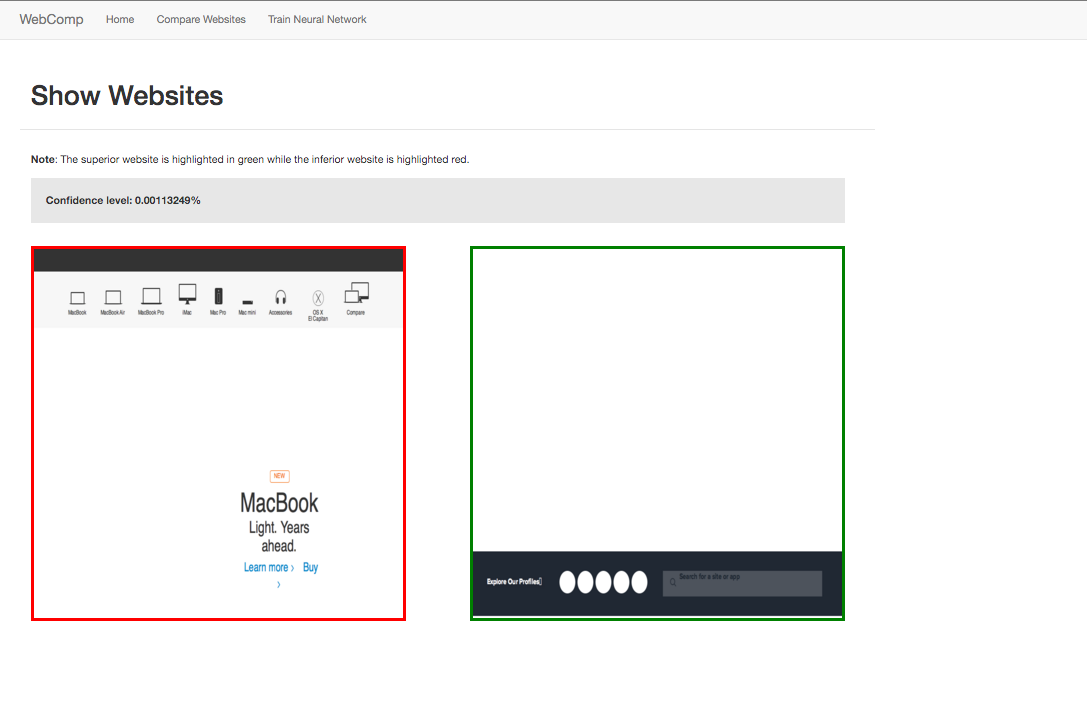 WebComp Home Compare Websites Train Neural Network
Show Websites
Note: The superior website is highlighted in green while the inferior website is highlighted red.
Confidence level: 0.00113249%
MacBook MacBook Air MacBook Pro iMac Mac Pro Mac mini Accessories OS X Compare
El Capitan
NEW
MacBook
Light. Years
ahead.
Learn more › Buy
›
Explore Our Profiles
Search for a site or app